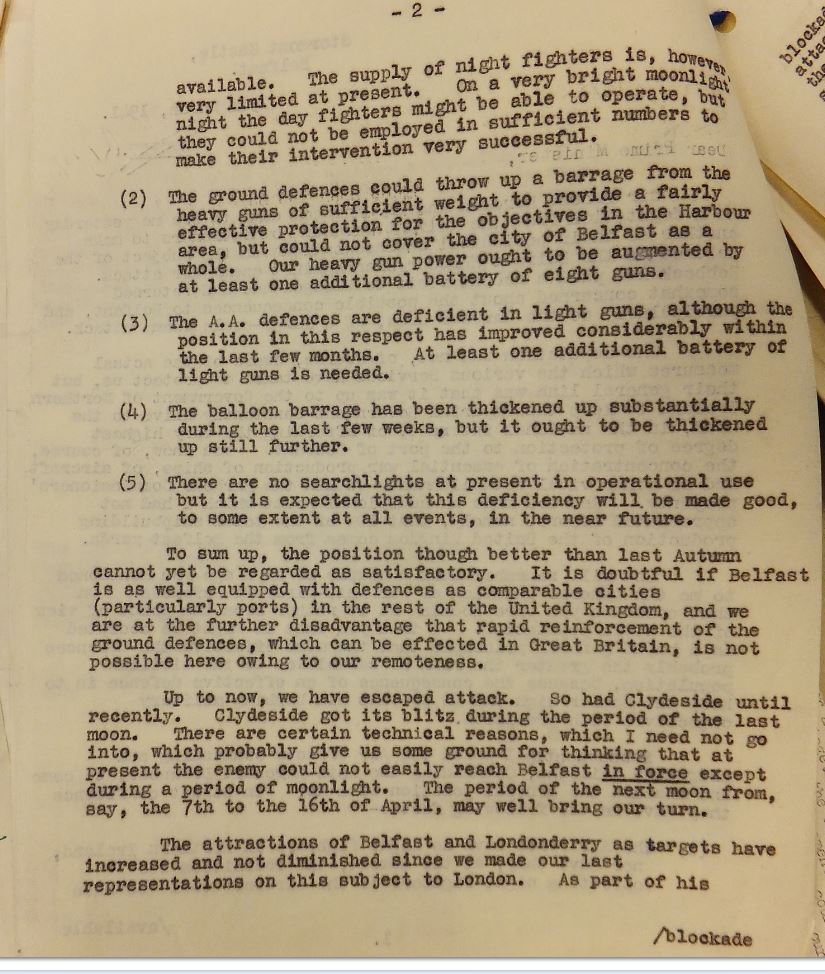 - 2 -
available. The supply of night fighters is, however,
very limited at present. On a very bright moonlight
night the day fighters might be able to operate, but
they could not be employed in sufficient numbers to
make their intervention very successful.
(2) The ground defences could throw up a barrage from the
heavy guns of sufficient weight to provide a fairly
effective protection for the objectives in the Harbour
area, but could not cover the city of Belfast as a
whole. Our heavy gun power ought to be augmented by
at least one additional battery of eight guns.
(3) The A.A. defences are deficient in light guns, although the
position in this respect has improved considerably within
the last few months. At least one additional battery of
light guns is needed.
(4) The balloon barrage has been thickened up substantially
during the last few weeks, but it ought to be thickened
up still further.
(5) There are no searchlights at present in operational use
but it is expected that this deficiency will be made good,
to some extent at all events, in the near future.
To sum up, the position though better than last Autumn
cannot yet be regarded as satisfactory. It is doubtful if Belfast
is as well equipped with defences as comparable cities
(particularly ports) in the rest of the United Kingdom, and we
are at the further disadvantage that rapid reinforcement of the
ground defences, which can be effected in Great Britain, is not
possible here owing to our remoteness.
Up to now, we have escaped attack. So had Clydeside until
recently. Clydeside got its blitz during the period of the last
moon. There are certain technical reasons, which I need not go
into, which probably give us some ground for thinking that at
present the enemy could not easily reach Belfast in force except
during a period of moonlight. The period of the next moon from,
say, the 7th to the 16th of April, may well bring our turn.
The attractions of Belfast and Londonderry as targets have
increased and not diminished since we made our last
representations on this subject to London. As part of his
/blockade
blockade